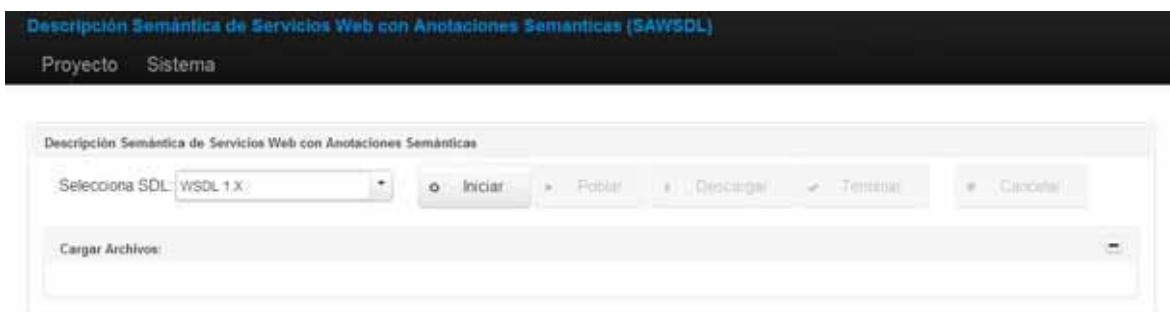 Descripción Semántica de Servicios Web con Anotaciones Semanticas (SAWSDL)
Proyecto Sistema
Descripción Semántica de Servicios Web con Anotaciones Semánticas
Selecciona SDL: WSDL 1.X Iniciar Poblar Descargar Terminar Cancelar
Cargar Archivos: